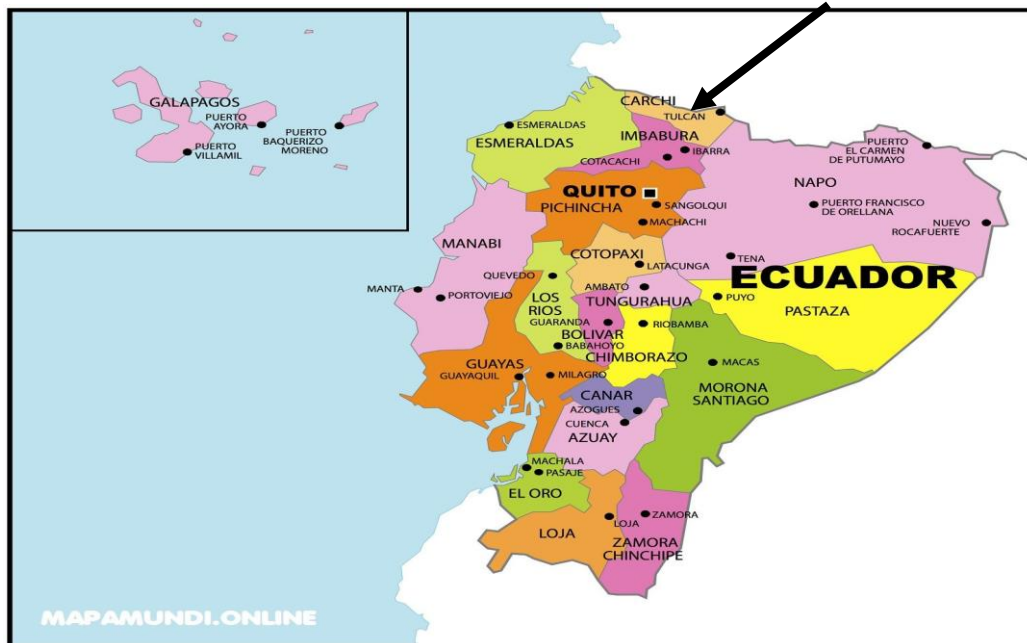 GALAPAGOS
PUERTO
AYORA
PUERTO
BAQUERIZO
MORENO
PUERTO
VILLAMIL
CARCHI
TULCAN
ESMERALDAS
ESMERALDAS
IMBABURA
IBARRA
COTACACHI
PUERTO
EL CARMEN
DE PUTUMAYO
QUITO
PICHINCHA
SANGOLQUI
MACHACHI
NAPO
PUERTO FRANCISCO
DE ORELLANA
NUEVO
ROCAFUERTE
MANABI
COTOPAXI
LATACUNGA
TENA
QUEVEDO
ECUADOR
MANTA
PORTOVIEJO
LOS
RIOS
AMBATO
TUNGURAHUA
PUYO
PASTAZA
GUARANDA
BOLIVAR
RIOBAMBA
BABAHOYO
CHIMBORAZO
MACAS
GUAYAS
GUAYAQUIL
MILAGRO
MORONA
SANTIAGO
CANAR
AZOGUES
CUENCA
AZUAY
MACHALA
PASAJE
EL ORO
LOJA
LOJA
ZAMORA
ZAMORA
CHINCHIPE
MAPAMUNDI.ONLINE